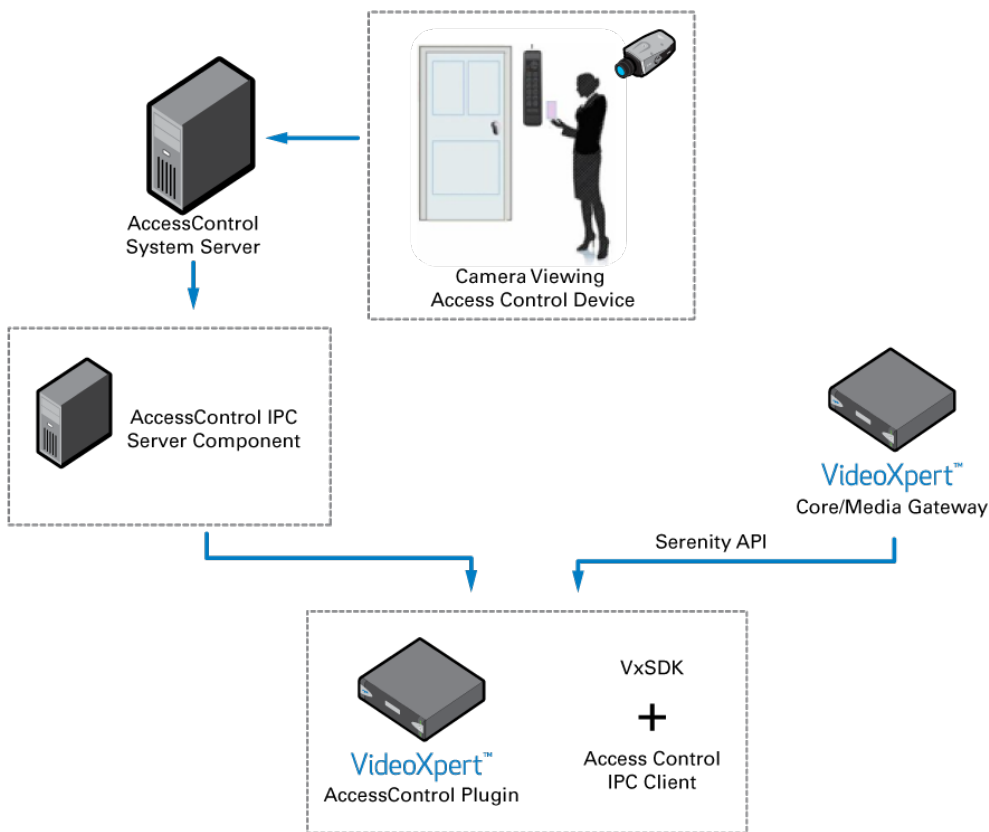 AccessControl
System Server
Camera Viewing
Access Control Device
AccessControl IPC
Server Component
VideoXpert™
Core/Media Gateway
Serenity API
VideoXpert™
AccessControl Plugin
VxSDK
+
Access Control
IPC Client